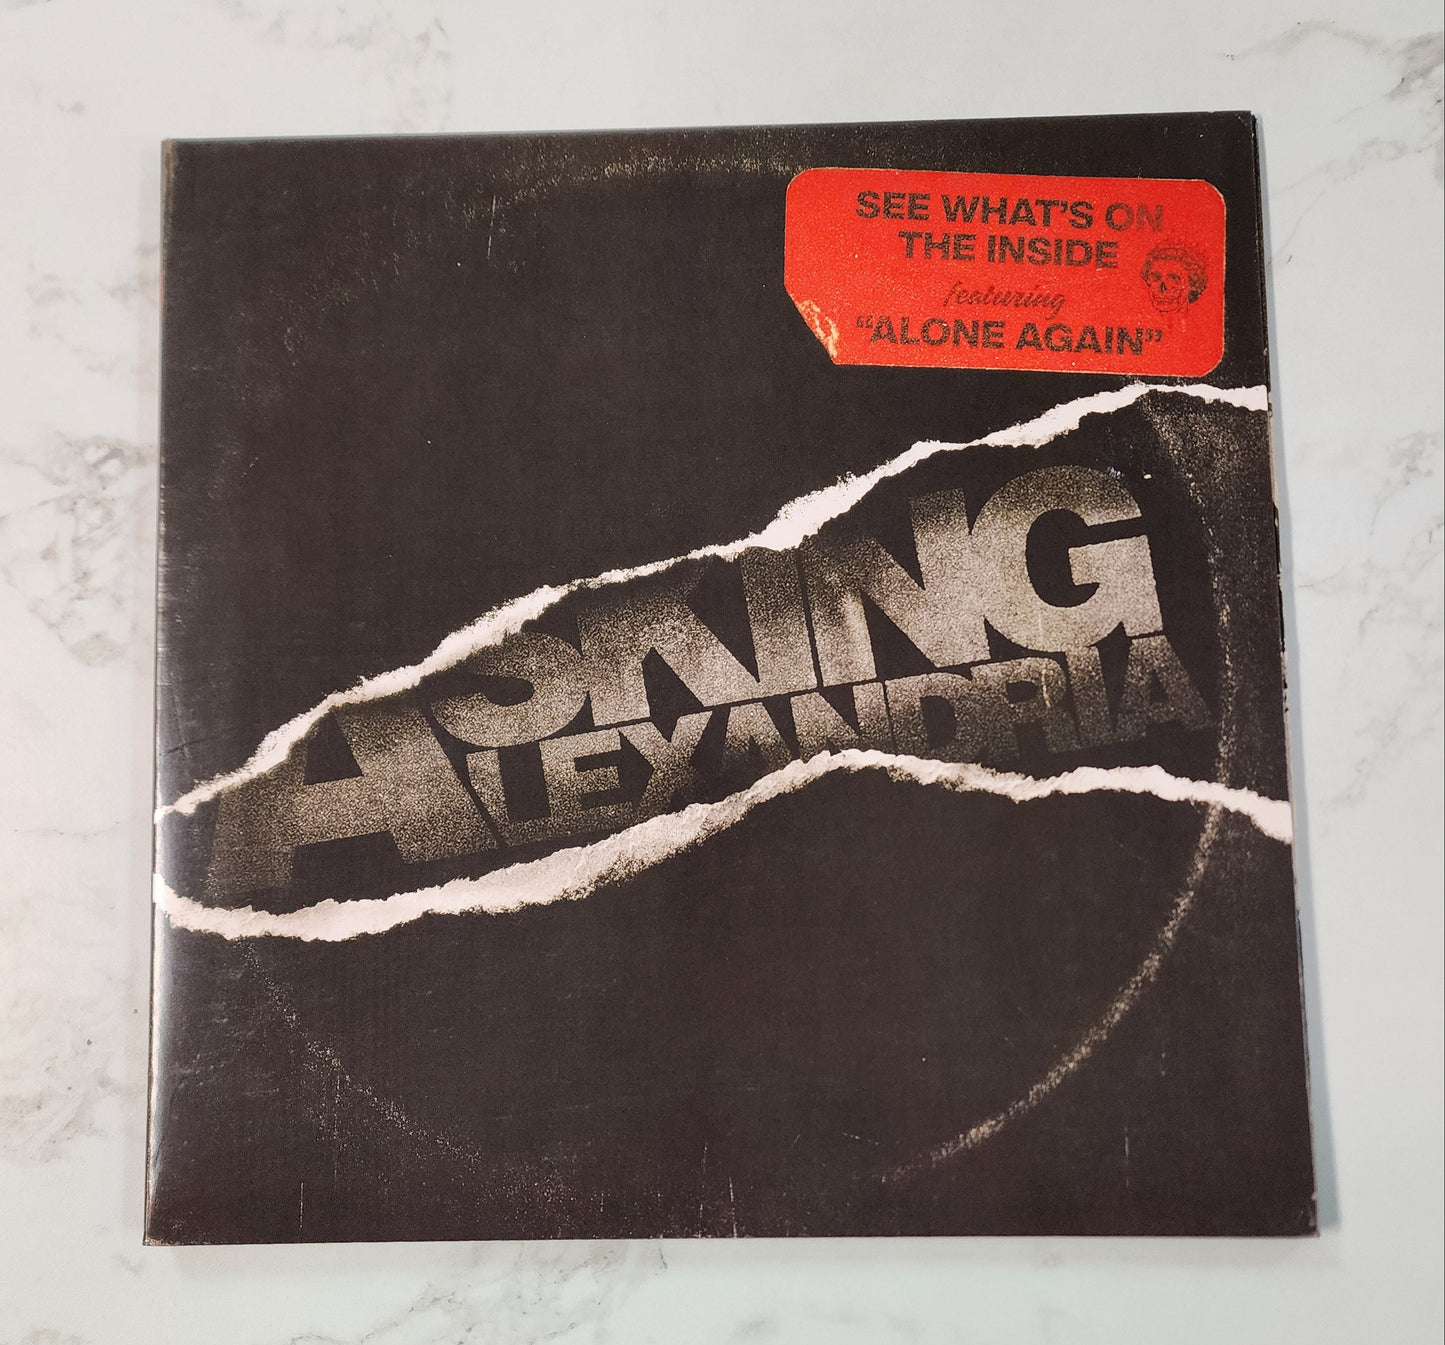 SEE WHAT'S ON
THE INSIDE
featuring
“ALONE AGAIN”
ASKING
ALEXANDRIA